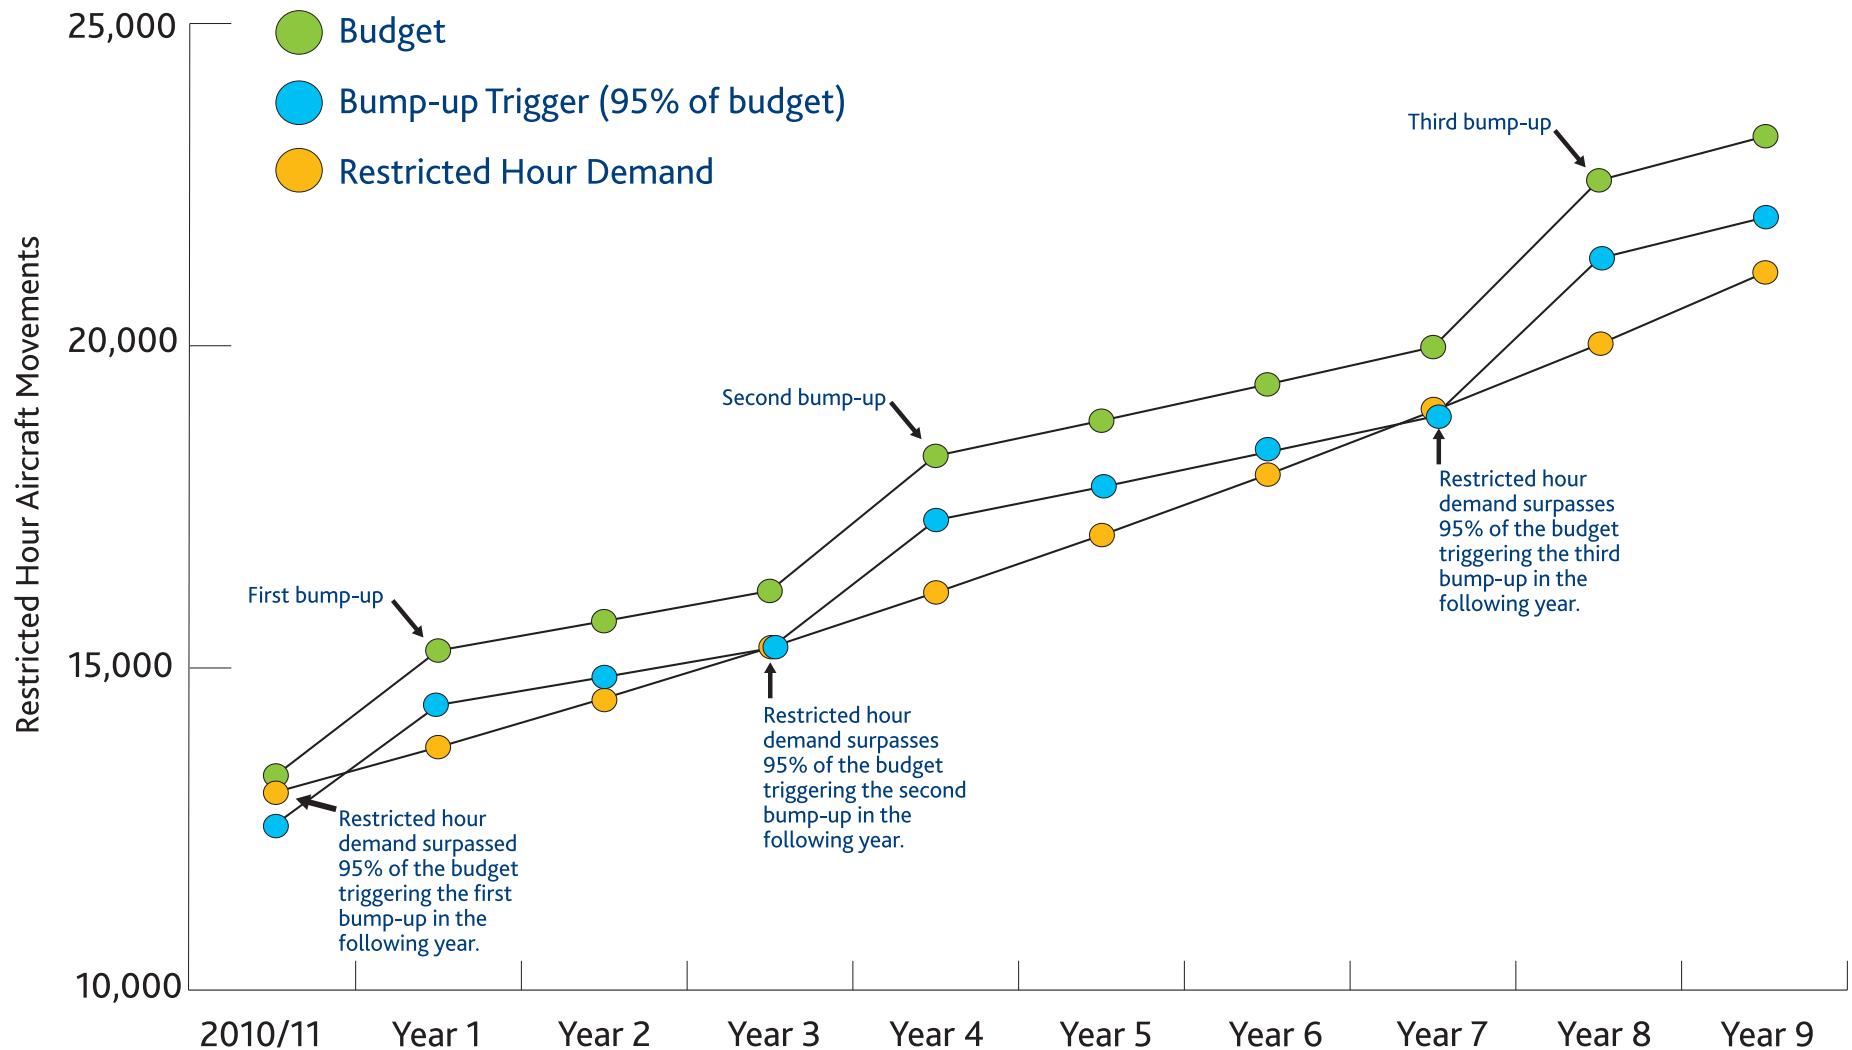 25,000
20,000
15,000
10,000
Restricted Hour Aircraft Movements
Budget
Bump-up Trigger (95% of budget)
Restricted Hour Demand
First bump-up
Second bump-up
Third bump-up
Restricted hour
demand surpassed
95% of the budget
triggering the first
bump-up in the
following year.
Restricted hour
demand surpasses
95% of the budget
triggering the second
bump-up in the
following year.
Restricted hour
demand surpasses
95% of the budget
triggering the third
bump-up in the
following year.
2010/11 Year 1 Year 2 Year 3 Year 4 Year 5 Year 6 Year 7 Year 8 Year 9